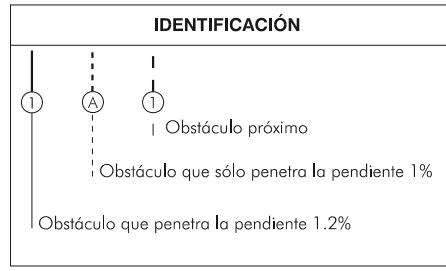 IDENTIFICACIÓN
1 A 1
Obstáculo próximo
Obstáculo que sólo penetra la pendiente 1%
Obstáculo que penetra la pendiente 1.2%